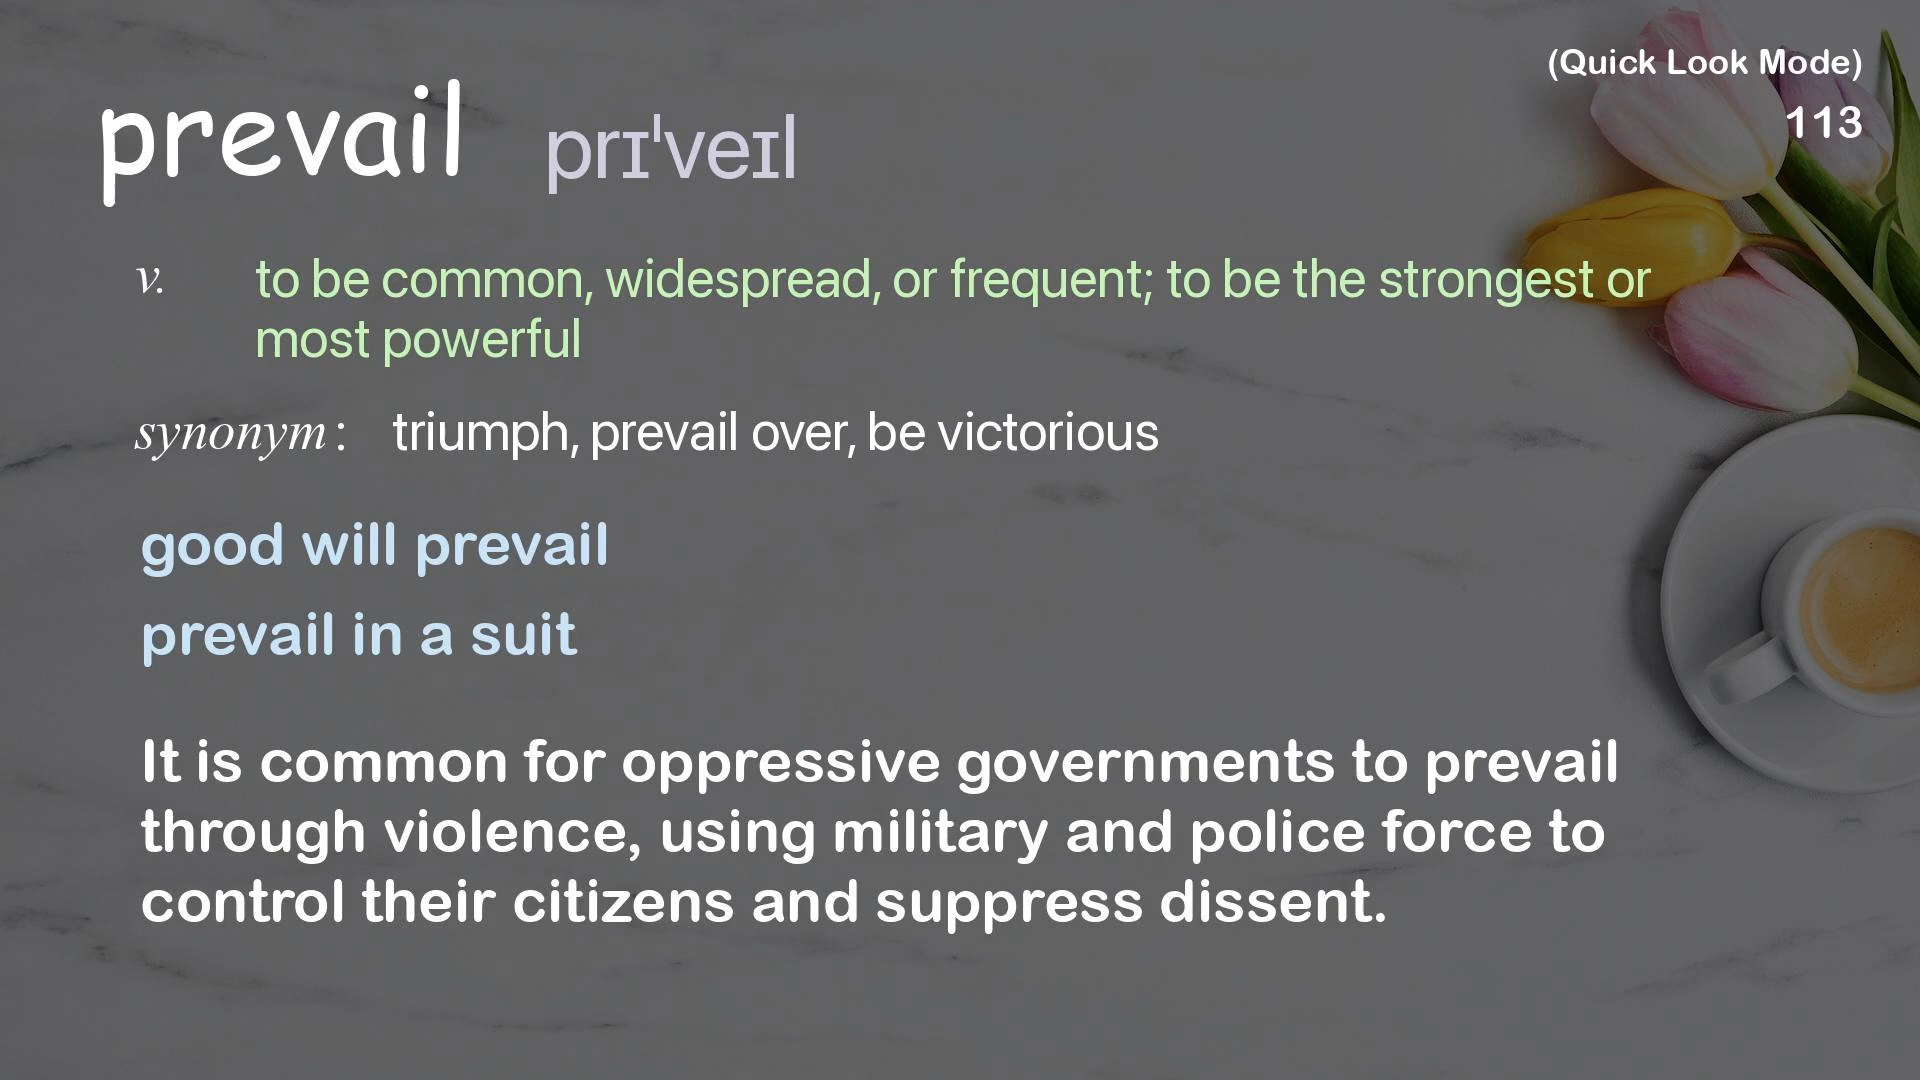 (Quick Look Mode)
113
prevail prɪˈveɪl
v. to be common, widespread, or frequent; to be the strongest or
most powerful
synonym: triumph, prevail over, be victorious
good will prevail
prevail in a suit
It is common for oppressive governments to prevail
through violence, using military and police force to
control their citizens and suppress dissent.